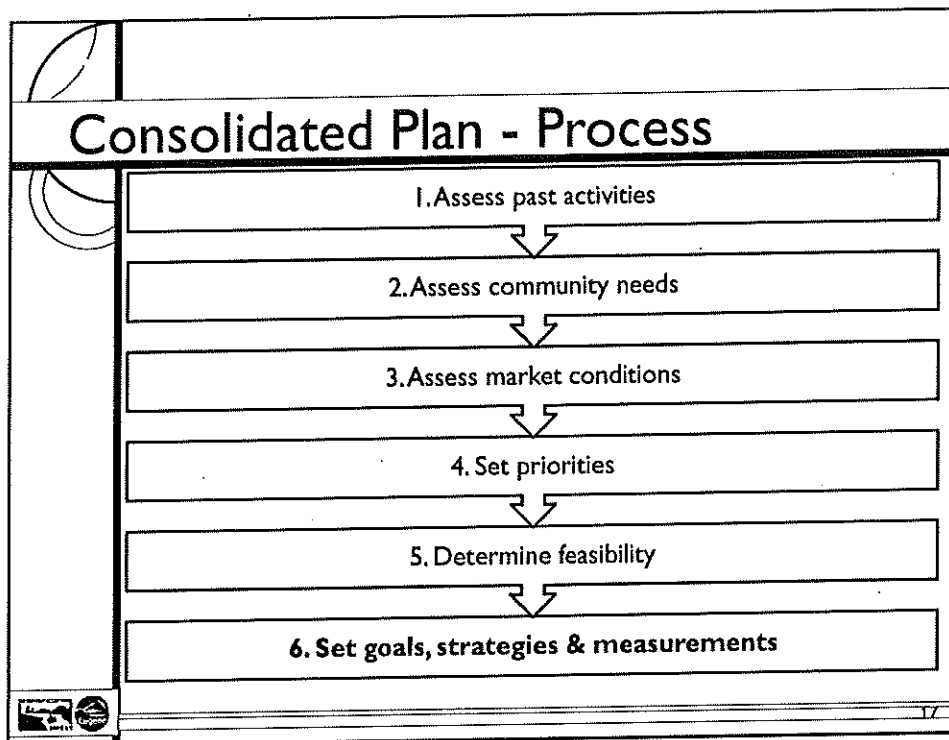 Consolidated Plan - Process
1. Assess past activities
2. Assess community needs
3. Assess market conditions
4. Set priorities
5. Determine feasibility
6. Set goals, strategies & measurements
17